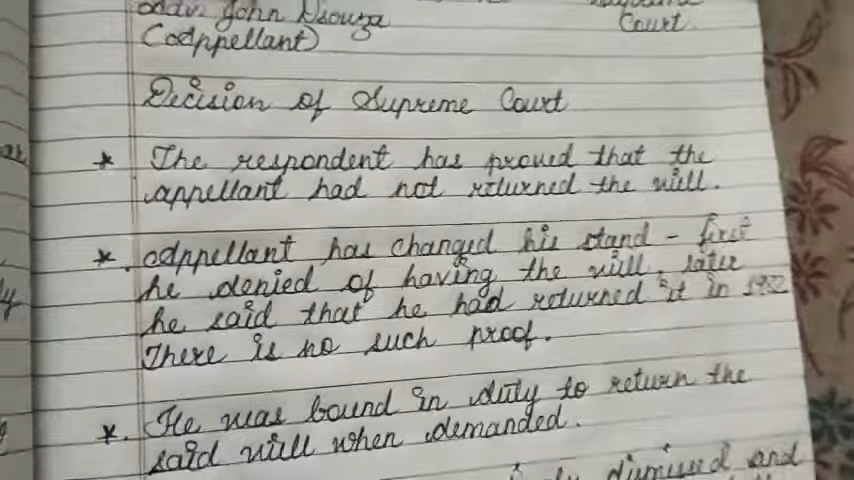 Addv. John D'Souza
Court
(Appellant)
Decision of Supreme Court
* The respondent has proved that the
appellant had not returned the will.
*. Appellant has changed his stand - first
he denied of having the will, later
he said that he had returned it in 1982
There is no such proof.
*. He was bound in duty to return the
said will when demanded.
dismissed and